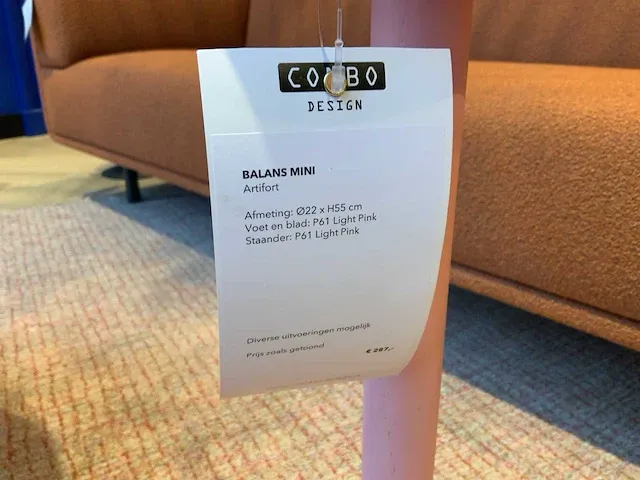 COMBO
DESIGN
BALANS MINI
Artifort
Afmeting: Ø22 x H55 cm
Voet en blad: P61 Light Pink
Staander: P61 Light Pink
Diverse uitvoeringen mogelijk
Prijs zoals getoond
€ 287,-